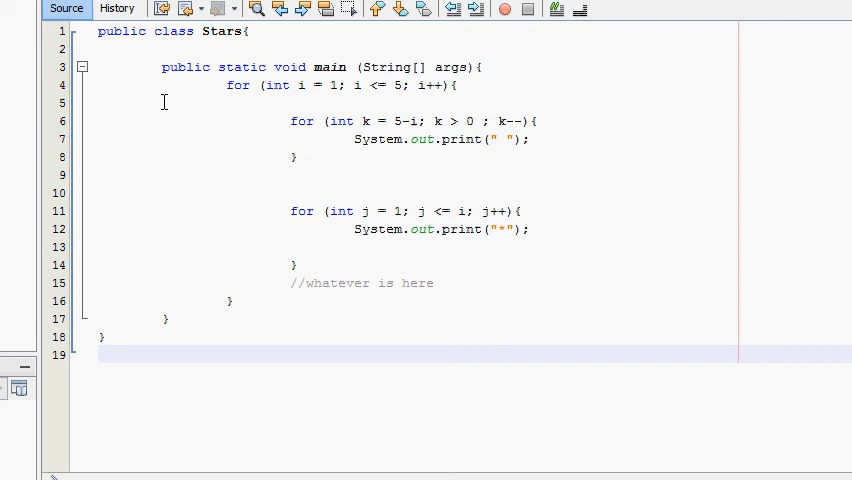 Source History
1 public class Stars{
2
3 public static void main (String[] args){
4 for (int i = 1; i <= 5; i++){
5
6 for (int k = 5-i; k > 0 ; k--){
7 System.out.print(" ");
8 }
9
10
11 for (int j = 1; j <= i; j++){
12 System.out.print("*");
13
14 }
15 //whatever is here
16 }
17 }
18 }
19